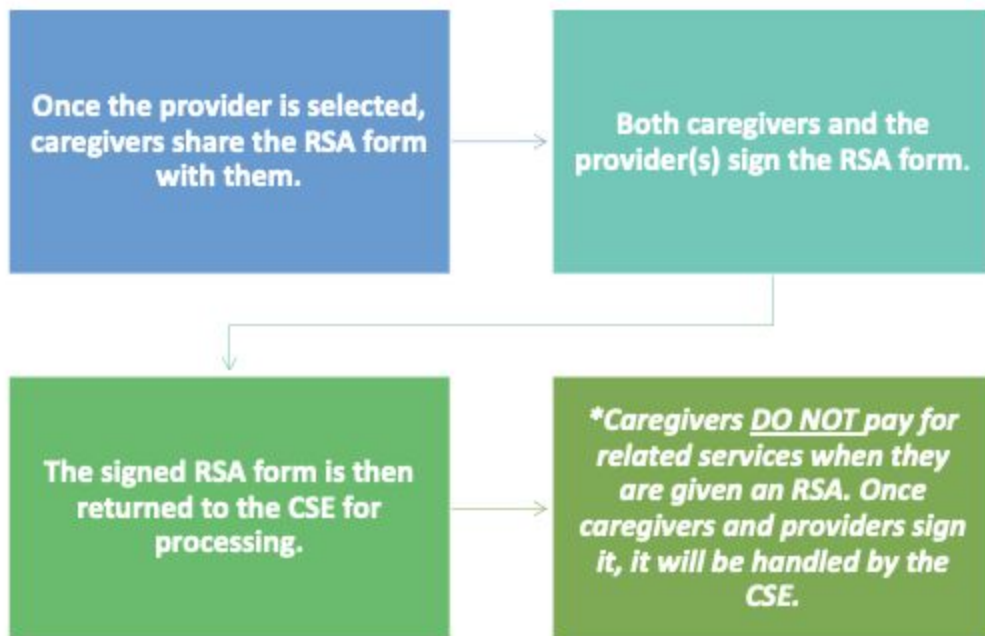 Once the provider is selected,
caregivers share the RSA form
with them.
Both caregivers and the
provider(s) sign the RSA form.
The signed RSA form is then
returned to the CSE for
processing.
*Caregivers DO NOT pay for
related services when they
are given an RSA. Once
caregivers and providers sign
it, it will be handled by the
CSE.